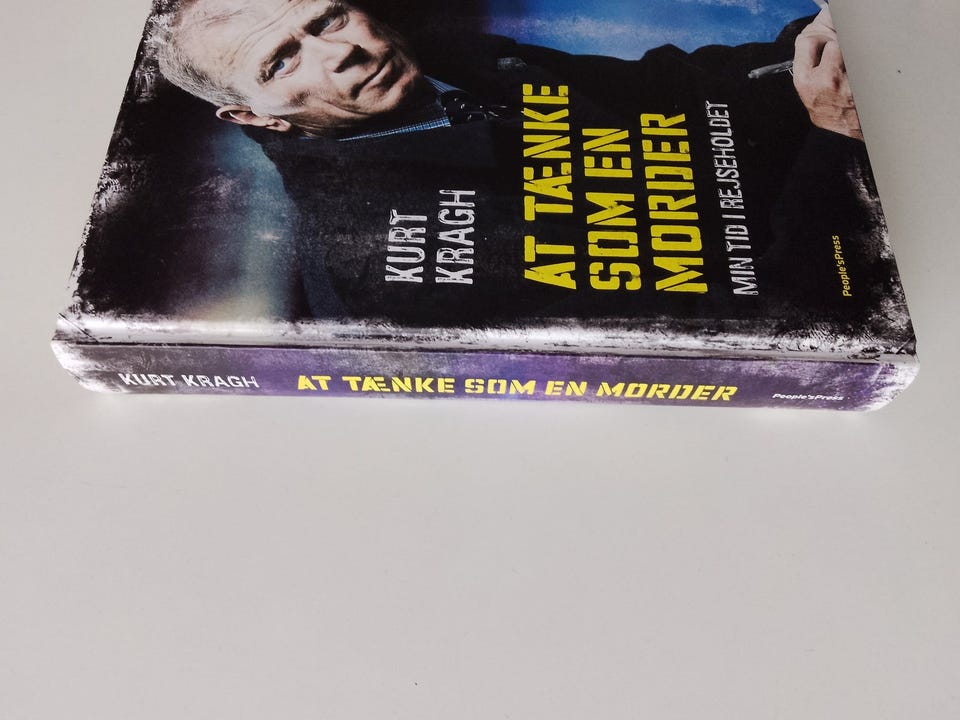 KURT
KRAGH
AT TÆNKE
SOM EN
MORDER
MIN TID I REJSEHOLDET
People'sPress
KURT KRAGH
AT TÆNKE SOM EN MORDER
People'sPress